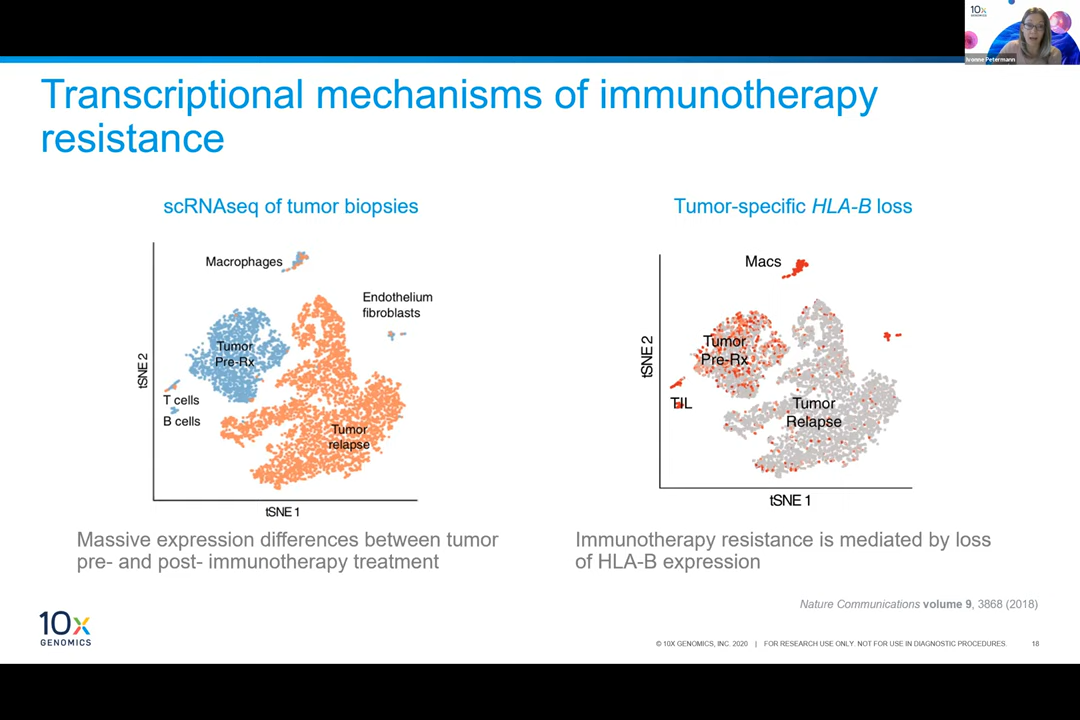 10x
GENOMICS
Ivonne Petermann
Transcriptional mechanisms of immunotherapy
resistance
scRNAseq of tumor biopsies
Macrophages
Endothelium
fibroblasts
Tumor
Pre-Rx
T cells
B cells
Tumor
relapse
tSNE 2
tSNE 1
Massive expression differences between tumor
pre- and post- immunotherapy treatment
Tumor-specific HLA-B loss
Macs
Tumor
Pre-Rx
TIL
Tumor
Relapse
tSNE 2
tSNE 1
Immunotherapy resistance is mediated by loss
of HLA-B expression
Nature Communications volume 9, 3868 (2018)
10x
GENOMICS
© 10X GENOMICS, INC. 2020 | FOR RESEARCH USE ONLY. NOT FOR USE IN DIAGNOSTIC PROCEDURES. 18